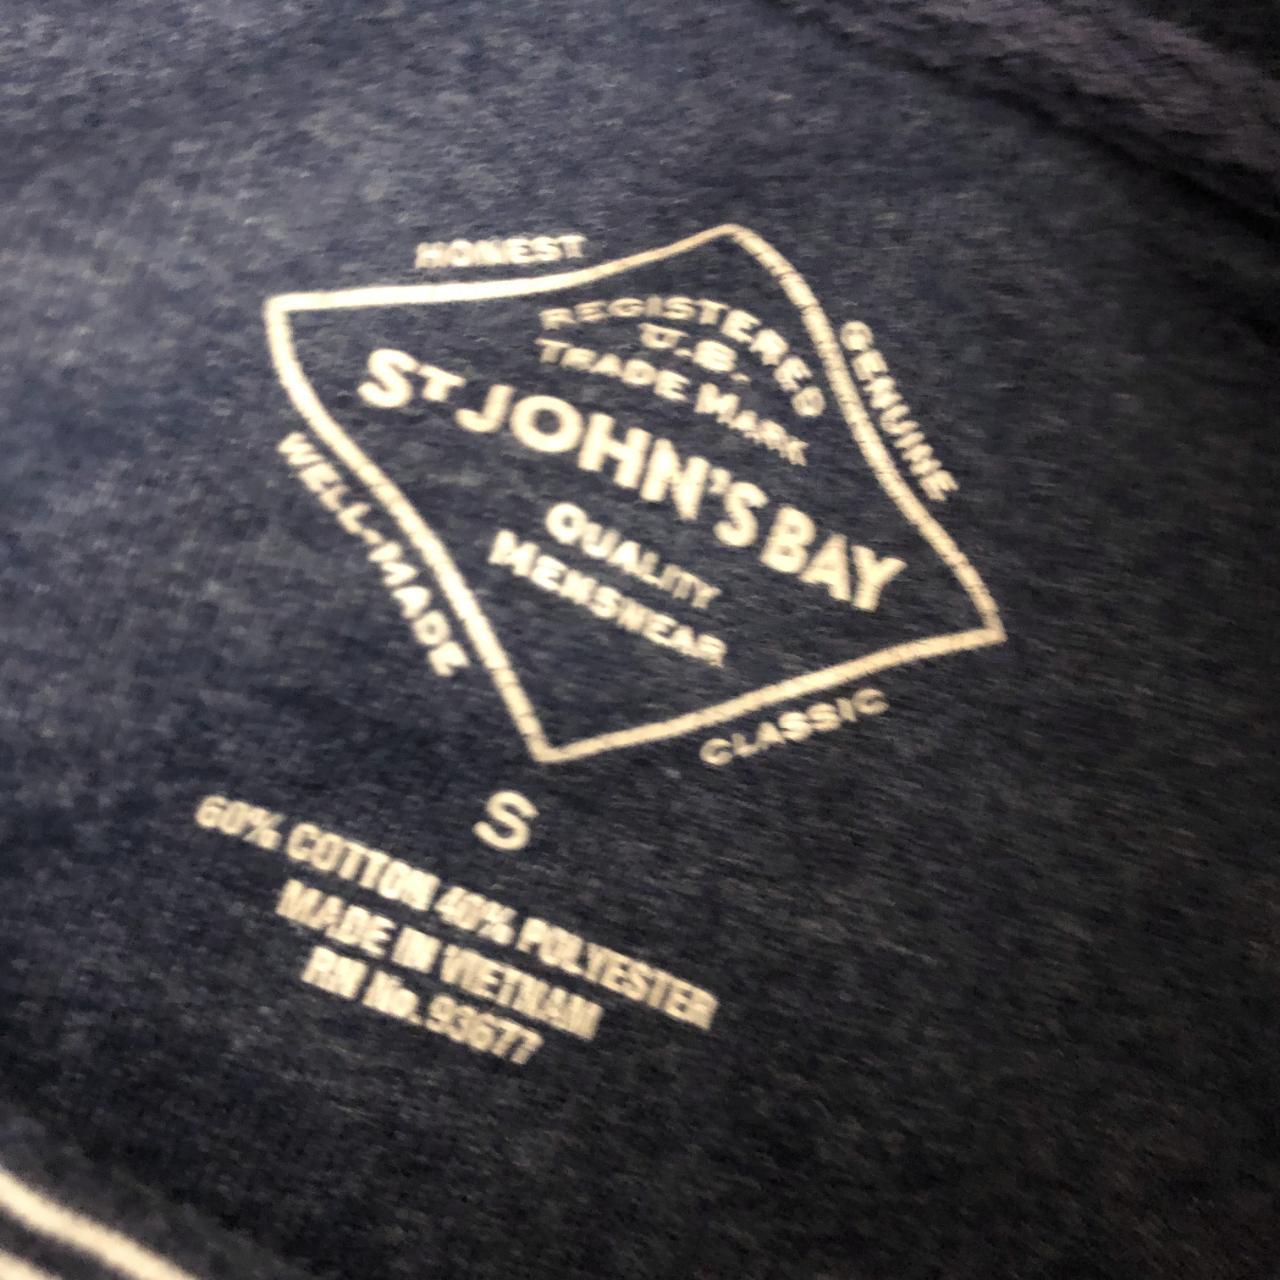 HONEST
GENUINE
REGISTERED
U.S.
TRADE MARK
ST JOHN'S BAY
QUALITY
MENSWEAR
WELL-MADE
CLASSIC
S
60% COTTON 40% POLYESTER
MADE IN VIETNAM
RN No. 93677